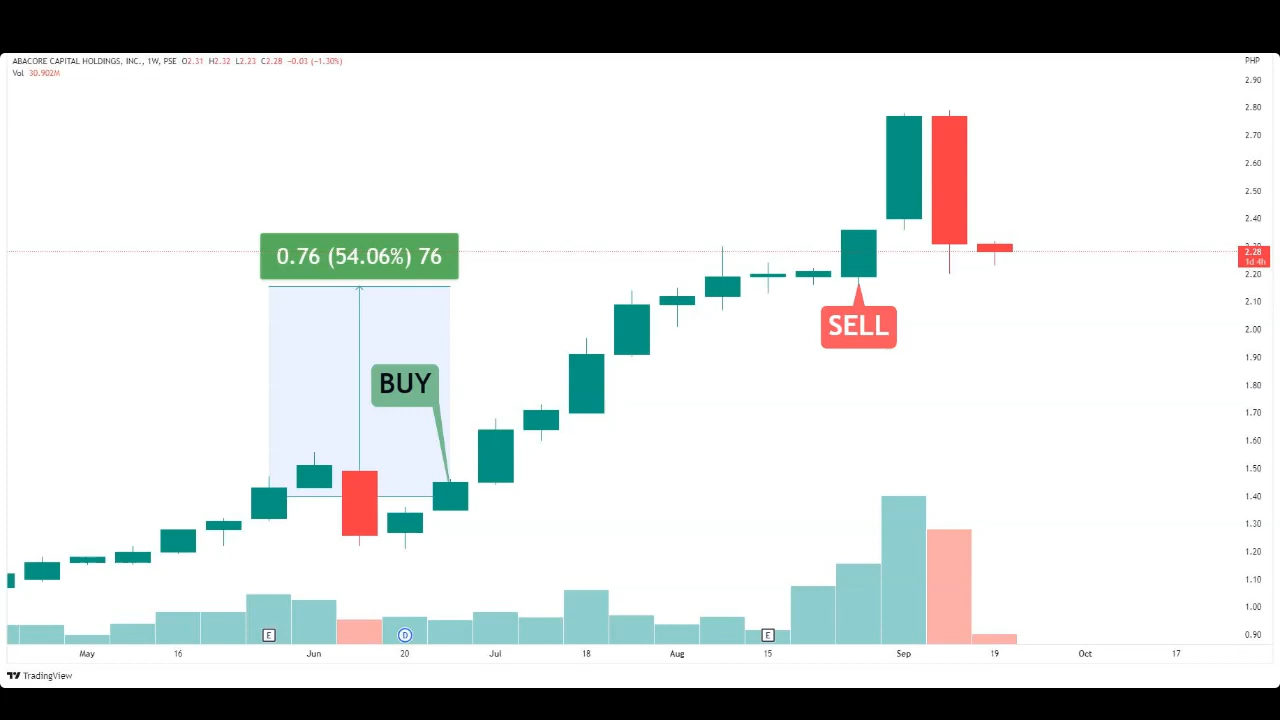 ABACORE CAPITAL HOLDINGS, INC., 1W, PSE O2.31 H2.32 L2.23 C2.28 −0.03 (−1.30%)
Vol 30.902M
PHP
2.90
2.80
2.70
2.60
2.50
2.40
2.30
2.28
1d 4h
2.20
2.10
2.00
1.90
1.80
1.70
1.60
1.50
1.40
1.30
1.20
1.10
1.00
0.90
0.76 (54.06%) 76
BUY
SELL
E
D
E
May 16 Jun 20 Jul 18 Aug 15 Sep 19 Oct 17
TradingView